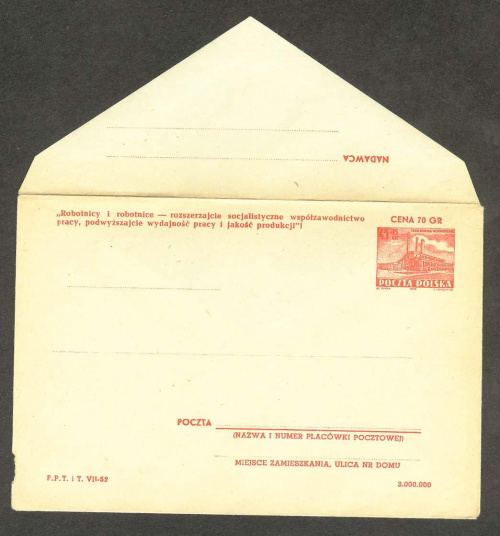 NADAWCA
„Robotnicy i robotnice — rozszerzajcie socjalistyczne współzawodnictwo
pracy, podwyższajcie wydajność pracy i jakość produkcji"!
CENA 70 GR
POCZTA POLSKA
POCZTA
(NAZWA I NUMER PLACÓWKI POCZTOWEJ)
MIEJSCE ZAMIESZKANIA, ULICA NR DOMU
P.P.T. i T. VII-52
3.000.000